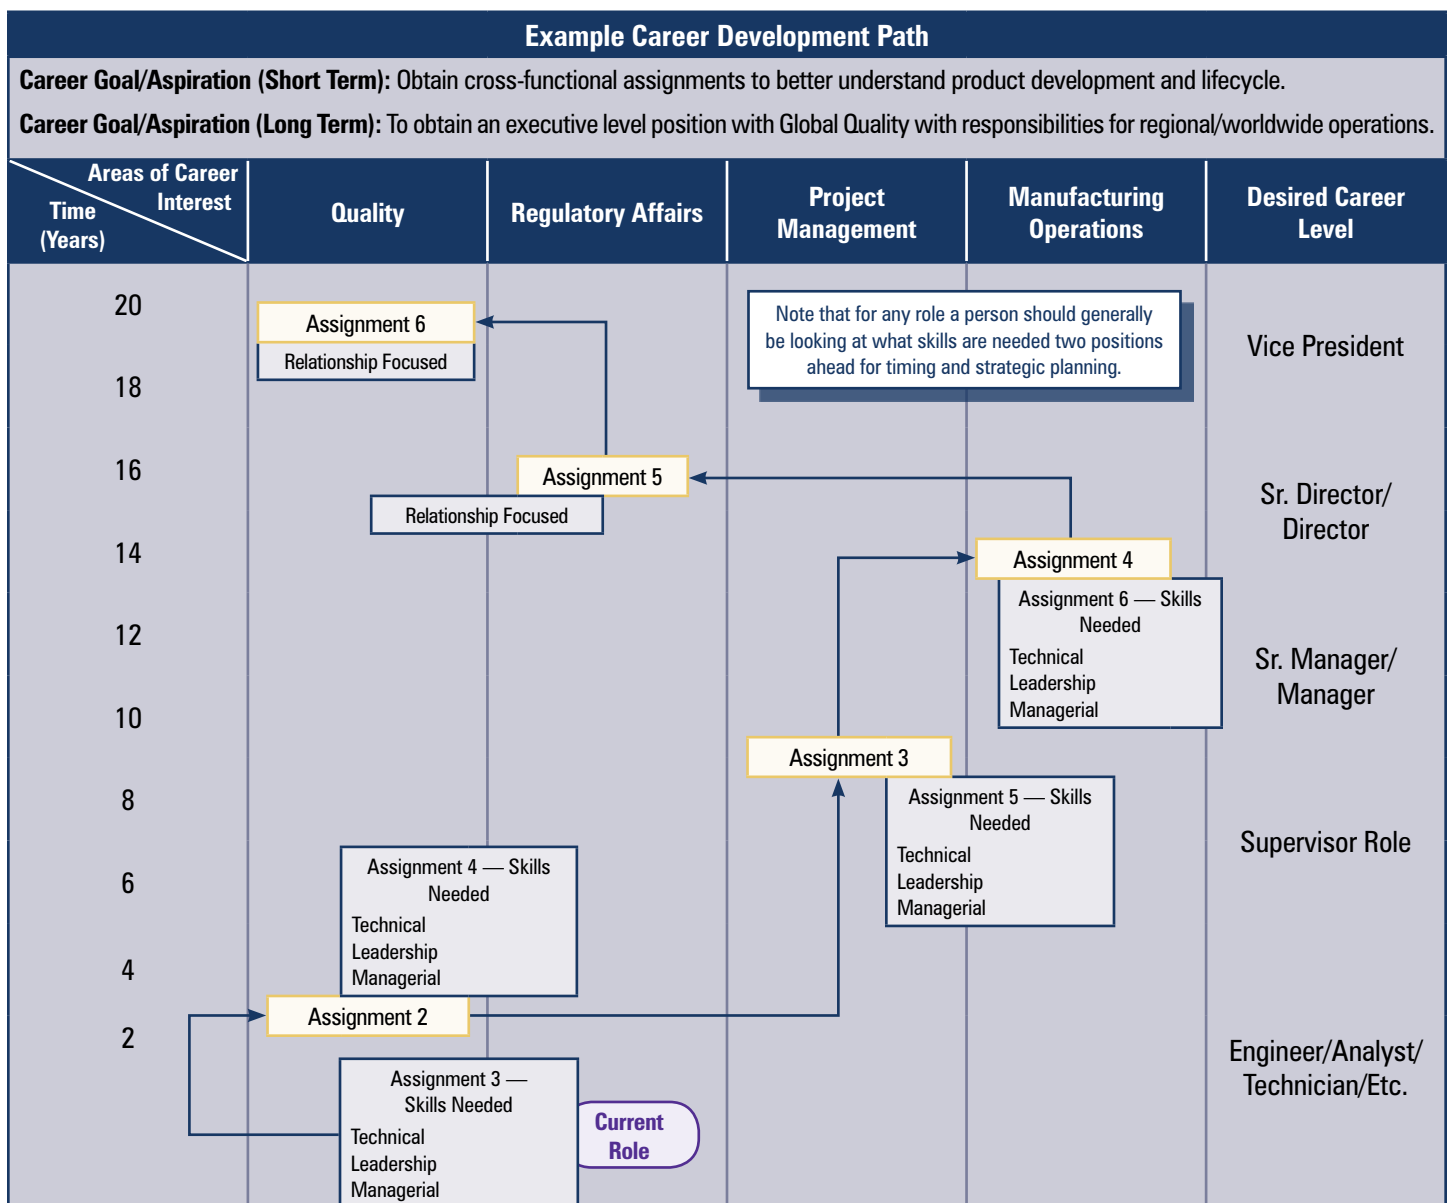 Example Career Development Path
Career Goal/Aspiration (Short Term): Obtain cross-functional assignments to better understand product development and lifecycle.
Career Goal/Aspiration (Long Term): To obtain an executive level position with Global Quality with responsibilities for regional/worldwide operations.
Areas of Career
Interest
Time
(Years)
Quality
Regulatory Affairs
Project
Management
Manufacturing
Operations
Desired Career
Level
20
Assignment 6
Relationship Focused
Note that for any role a person should generally
be looking at what skills are needed two positions
ahead for timing and strategic planning.
Vice President
18
16
Assignment 5
Relationship Focused
Sr. Director/
Director
14
Assignment 4
Assignment 6 — Skills
Needed
Technical
Leadership
Managerial
12
Sr. Manager/
Manager
10
Assignment 3
Assignment 5 — Skills
Needed
Technical
Leadership
Managerial
8
Supervisor Role
6
Assignment 4 — Skills
Needed
Technical
Leadership
Managerial
4
Assignment 2
2
Engineer/Analyst/
Technician/Etc.
Assignment 3 —
Skills Needed
Technical
Leadership
Managerial
Current
Role